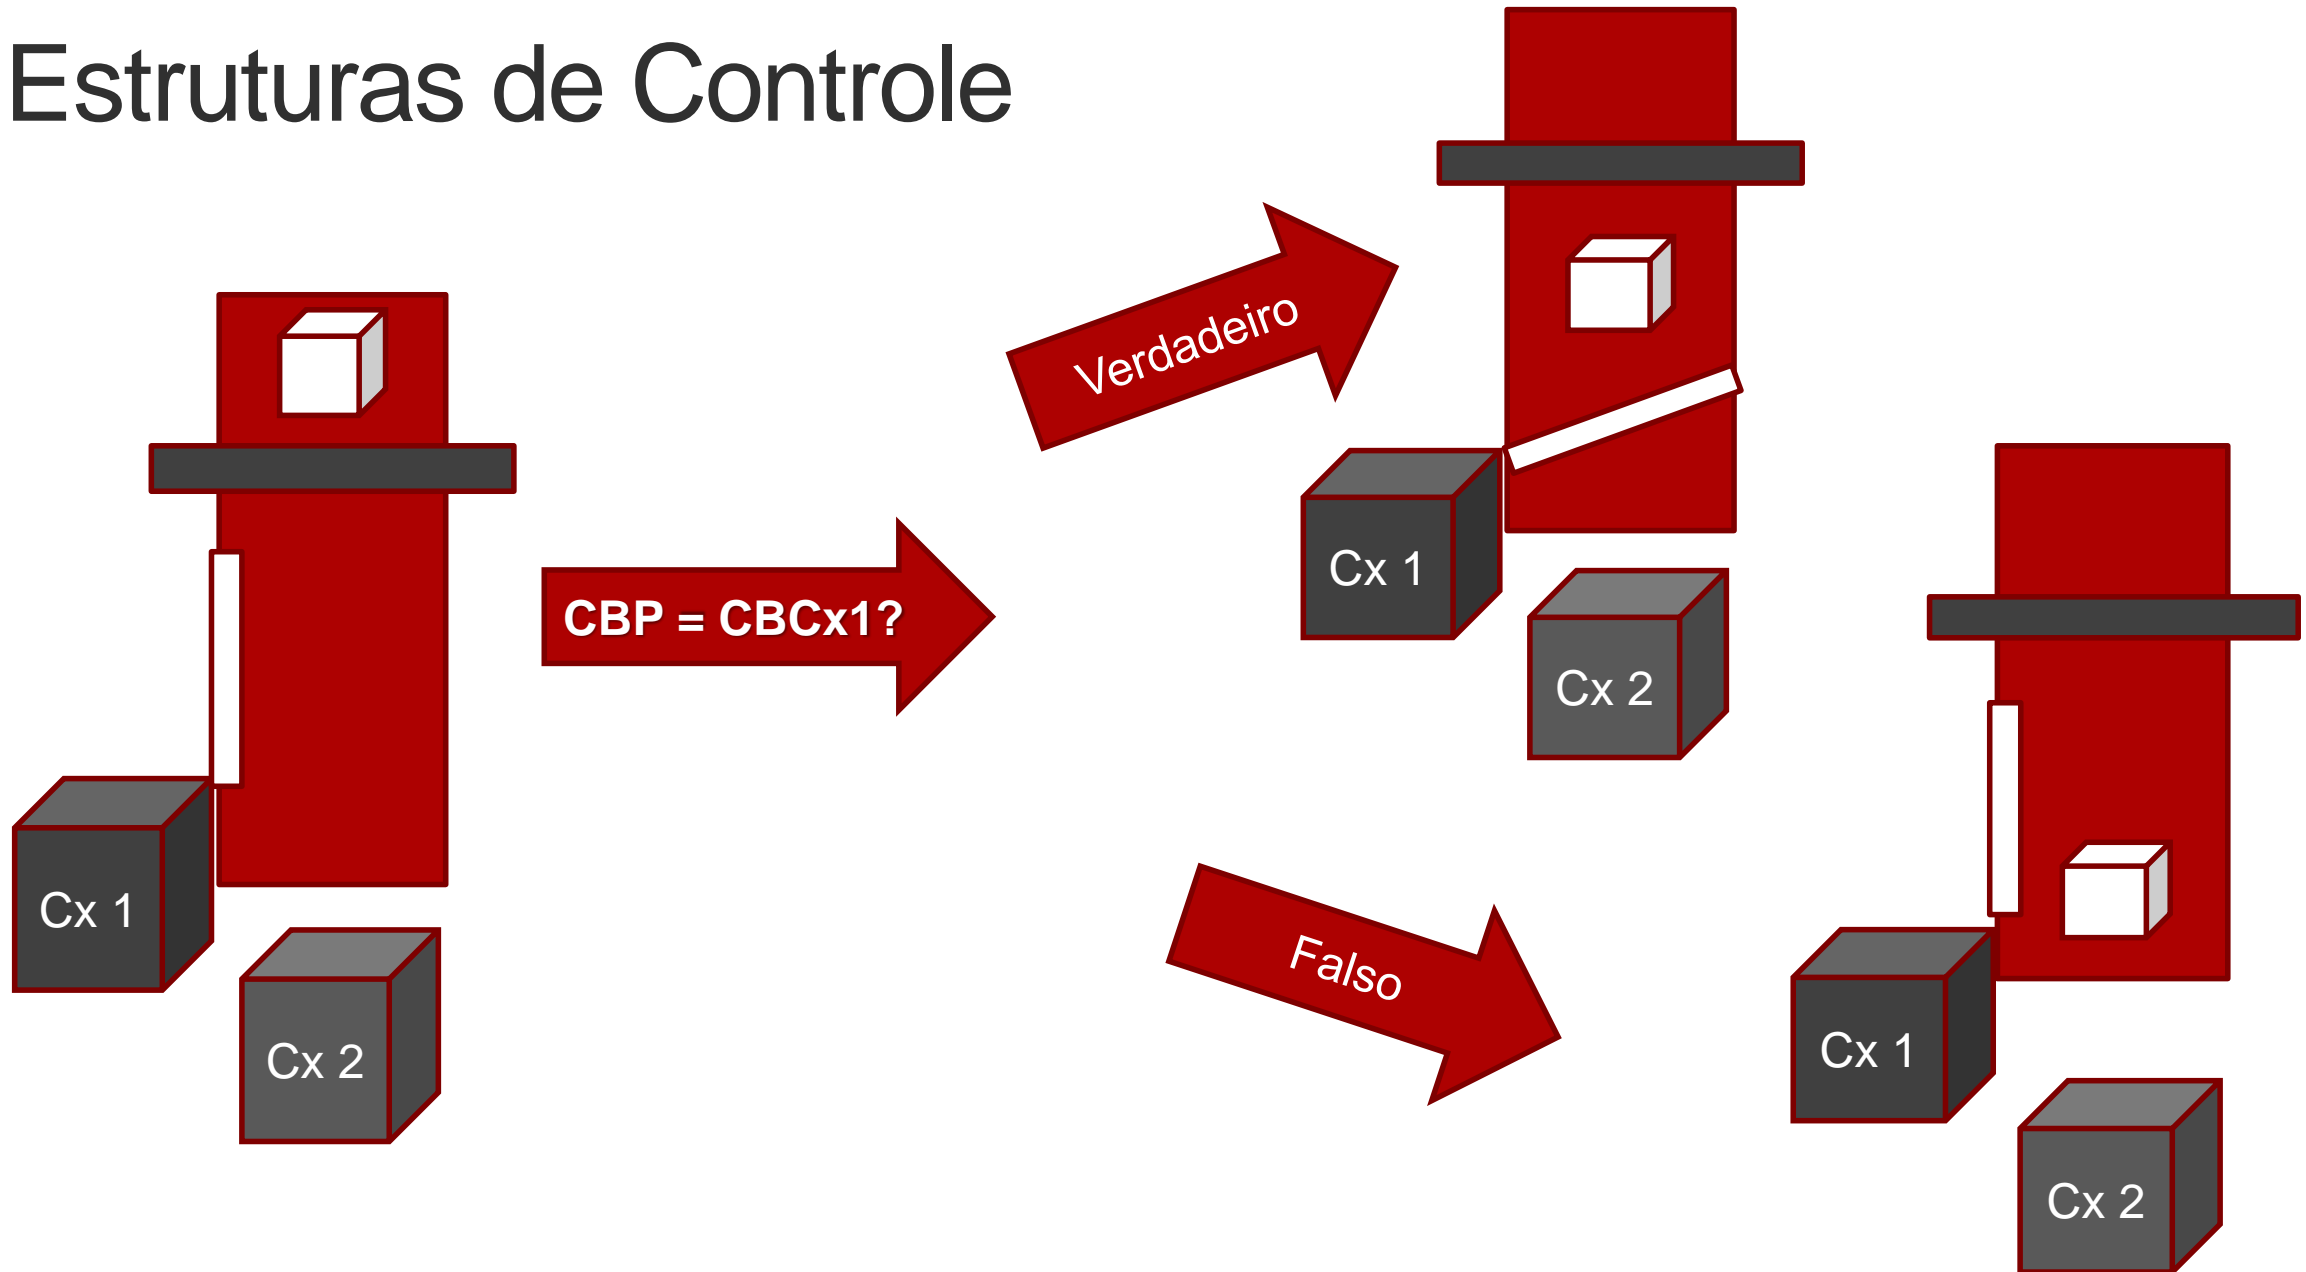 Estruturas de Controle
Verdadeiro
CBP = CBCx1?
Cx 1
Cx 2
Cx 1
Cx 2
Falso
Cx 1
Cx 2